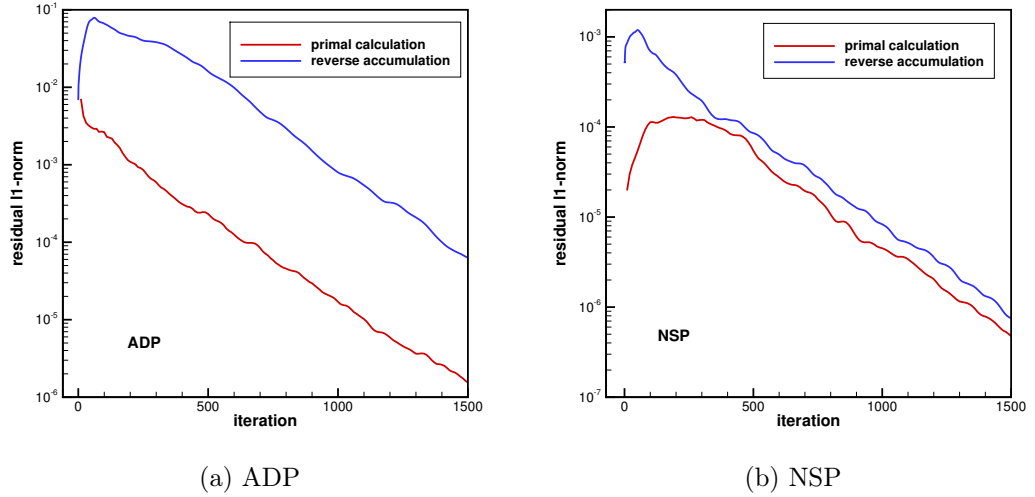 10^-1
10^-2
10^-3
10^-4
10^-5
10^-6
residual l1-norm
primal calculation
reverse accumulation
ADP
0 500 1000 1500
iteration
10^-3
10^-4
10^-5
10^-6
10^-7
residual l1-norm
primal calculation
reverse accumulation
NSP
0 500 1000 1500
iteration
(a) ADP
(b) NSP